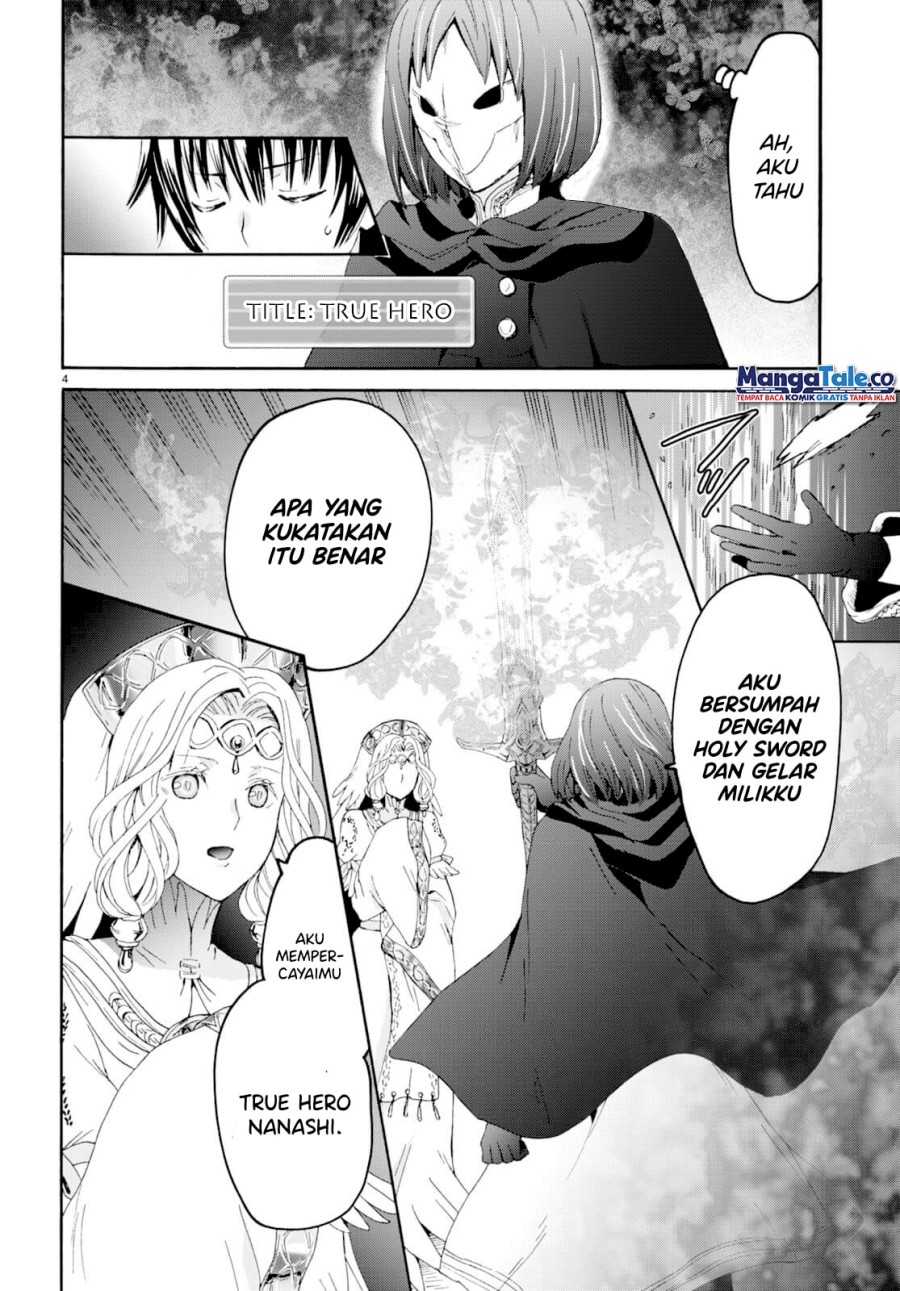 AH,
AKU
TAHU
TITLE: TRUE HERO
4
MangaTale.co
TEMPAT BACA KOMIK GRATIS TANPA IKLAN
AKU
BERSUMPAH
DENGAN
HOLY SWORD
DAN GELAR
MILIKKU
APA YANG
KUKATAKAN
ITU BENAR
AKU
MEMPER-
CAYAIMU
TRUE HERO
NANASHI.